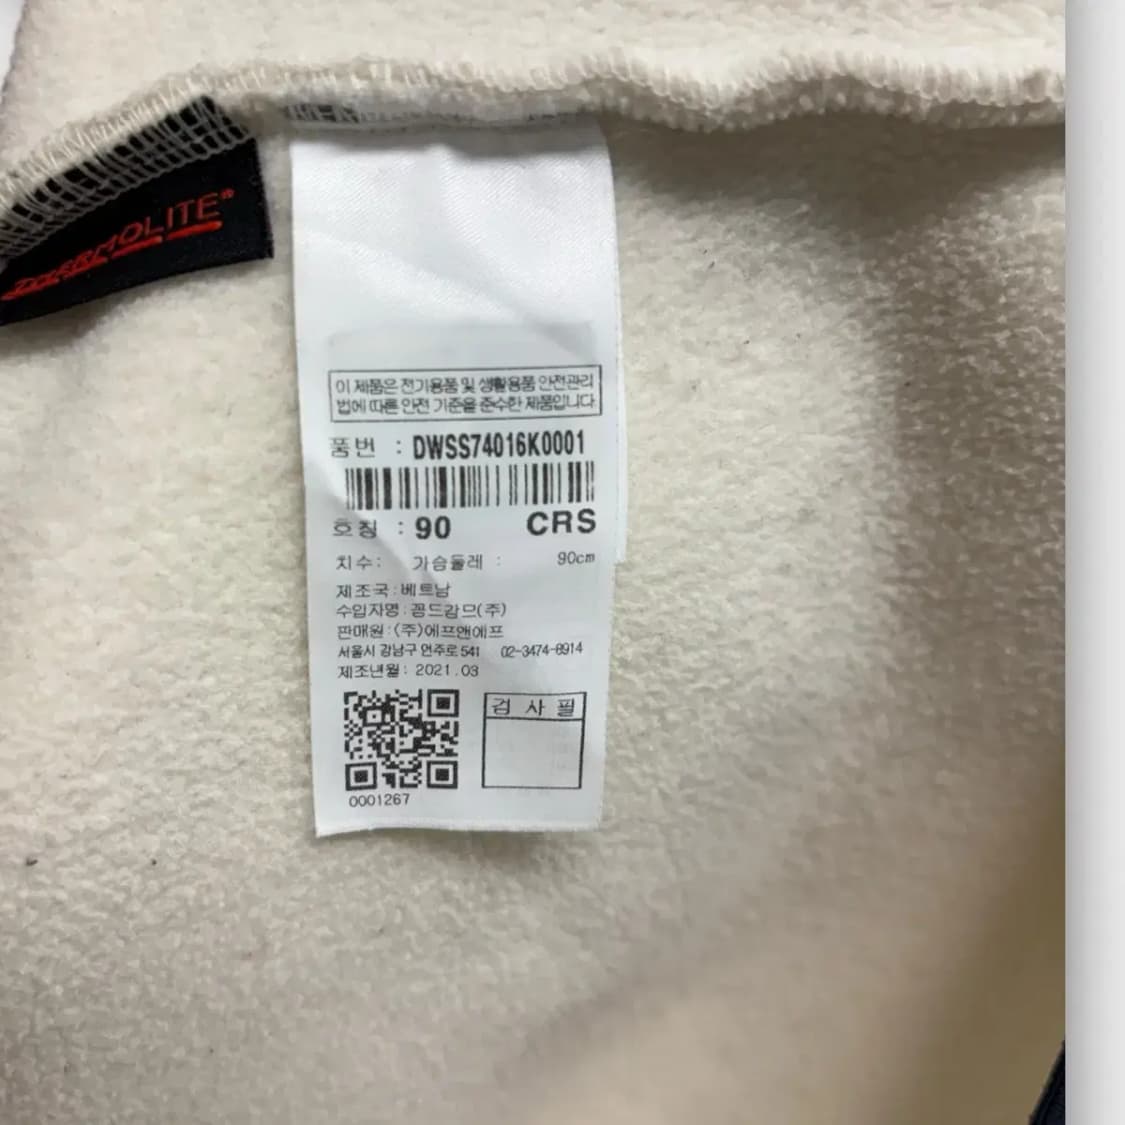 THERMOLITE®
이 제품은 전기용품 및 생활용품 안전관리
법에 따른 안전 기준을 준수한 제품입니다
품번 : DWSS74016K0001
호칭 : 90 CRS
치수: 가슴둘레 : 90cm
제조국:베트남
수입자명:꽁드감므(주)
판매원:(주)에프앤에프
서울시 강남구 언주로 541 02-3474-8914
제조년월: 2021.03
검 사 필
0001267